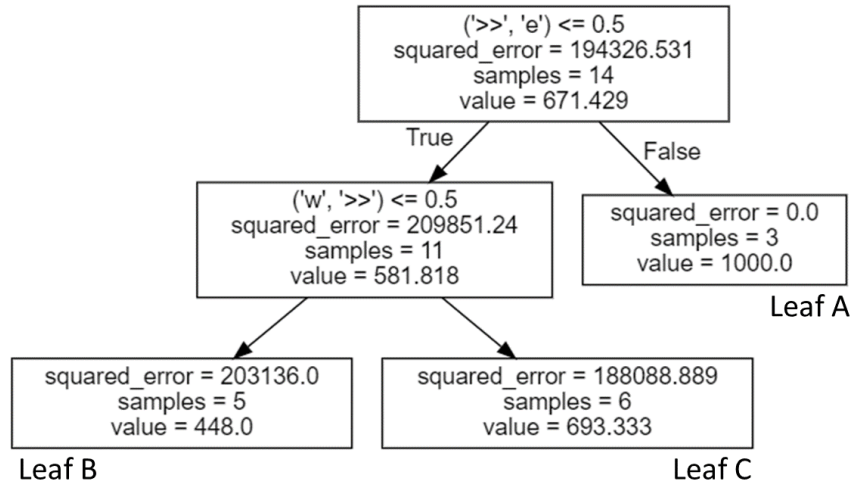 ('>>', 'e') <= 0.5
squared_error = 194326.531
samples = 14
value = 671.429
True
False
('w', '>>') <= 0.5
squared_error = 209851.24
samples = 11
value = 581.818
squared_error = 0.0
samples = 3
value = 1000.0
Leaf A
squared_error = 203136.0
samples = 5
value = 448.0
Leaf B
squared_error = 188088.889
samples = 6
value = 693.333
Leaf C